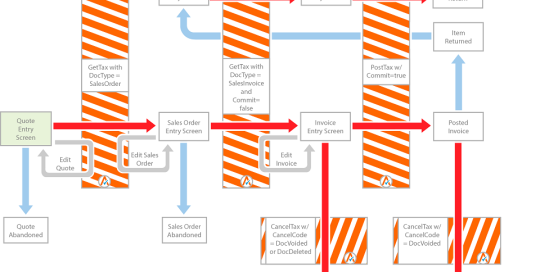 Item
Returned
GetTax with
DocType =
SalesOrder
GetTax with
DocType =
SalesInvoice
and
Commit=
false
PostTax w/
Commit=true
Quote
Entry
Screen
Sales Order
Entry Screen
Invoice
Entry Screen
Posted
Invoice
Edit
Quote
Edit Sales
Order
Edit
Invoice
Quote
Abandoned
Sales Order
Abandoned
CancelTax w/
CancelCode
= DocVoided
or DocDeleted
CancelTax w/
CancelCode
= DocVoided